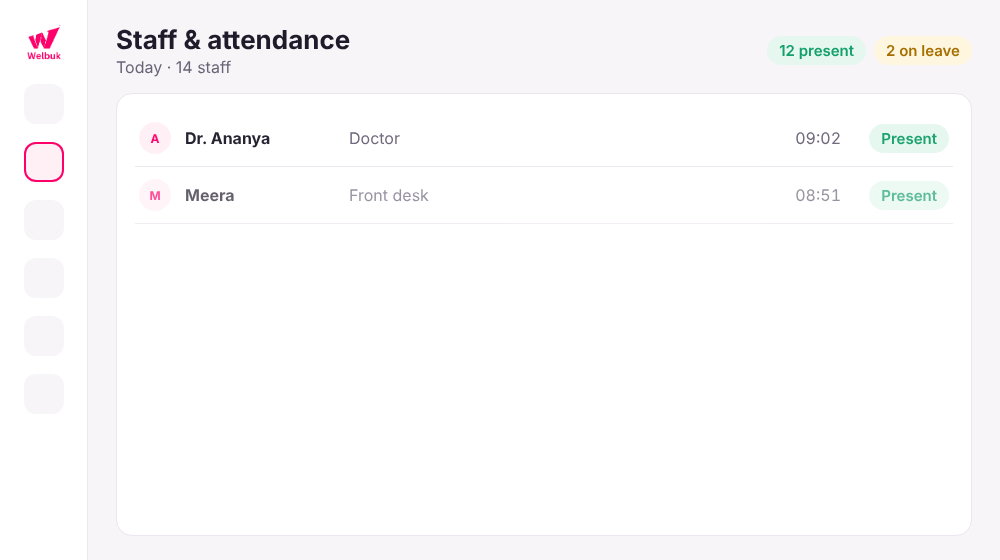 Welbuk
Staff & attendance
Today · 14 staff
12 present
2 on leave
A Dr. Ananya Doctor 09:02 Present
M Meera Front desk 08:51 Present